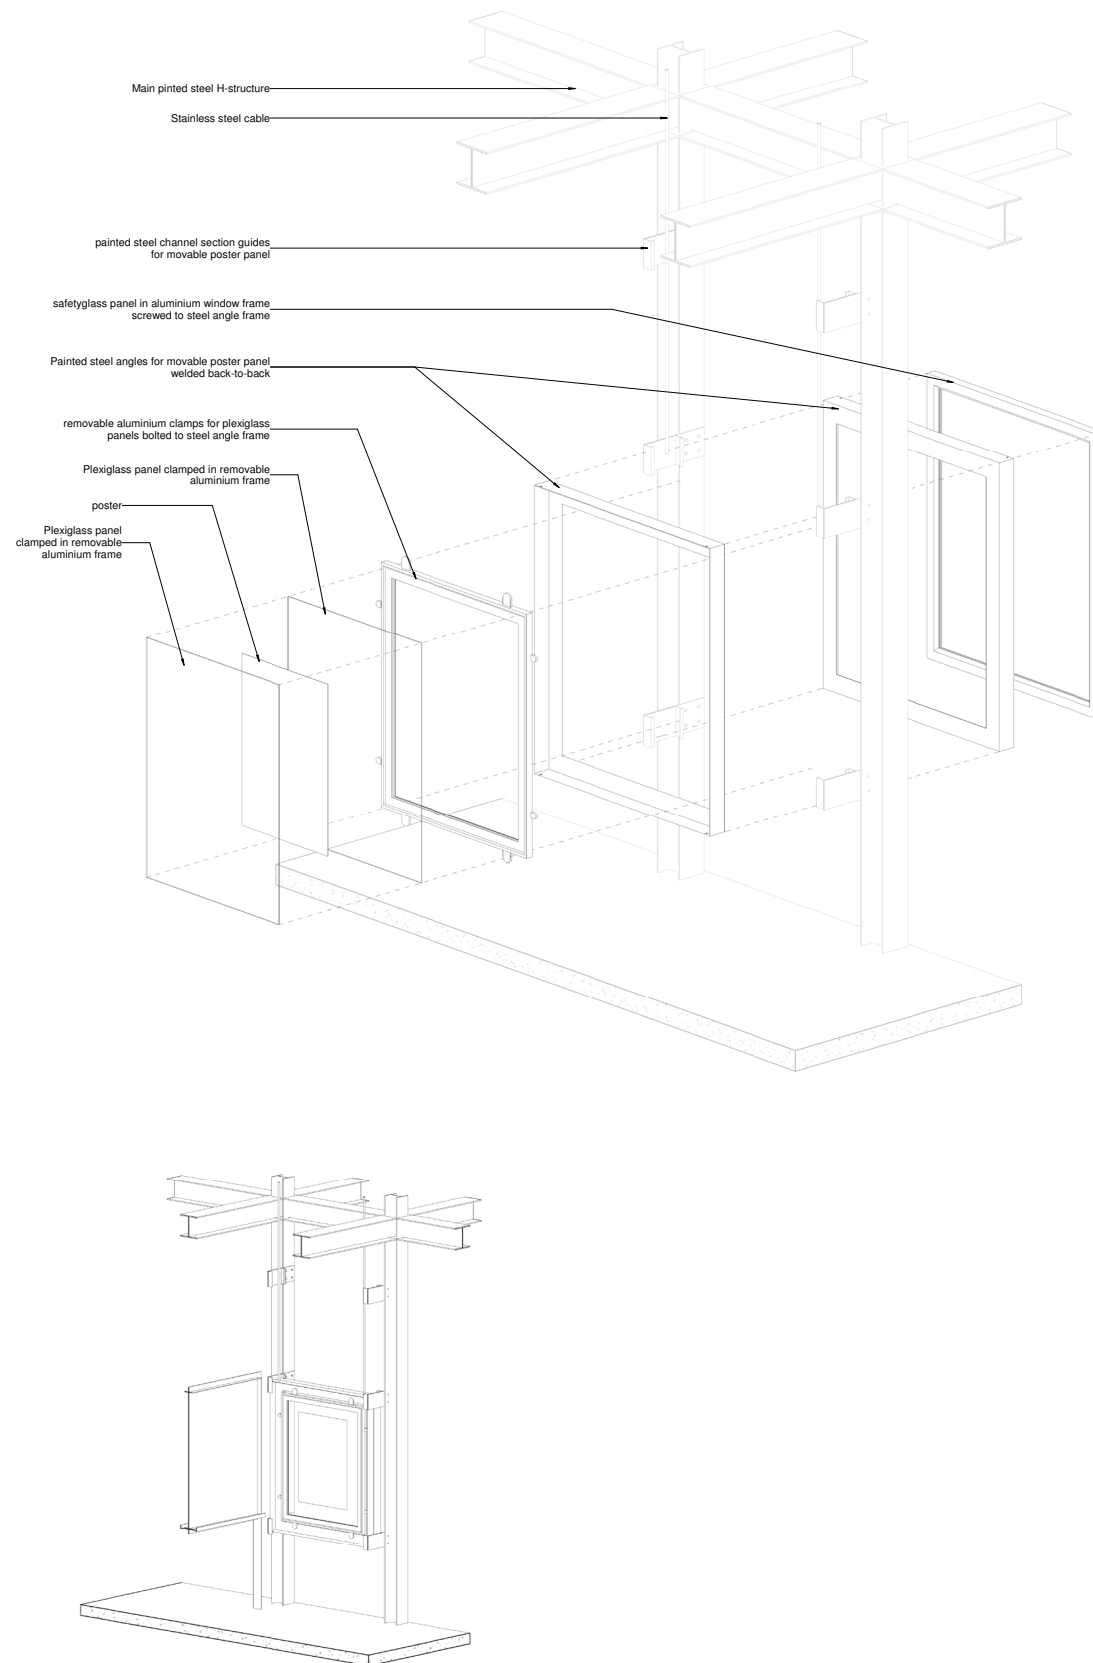 Main pinted steel H-structure
Stainless steel cable
painted steel channel section guides
for movable poster panel
safetyglass panel in aluminium window frame
screwed to steel angle frame
Painted steel angles for movable poster panel
welded back-to-back
removable aluminium clamps for plexiglass
panels bolted to steel angle frame
Plexiglass panel clamped in removable
aluminium frame
poster
Plexiglass panel
clamped in removable
aluminium frame